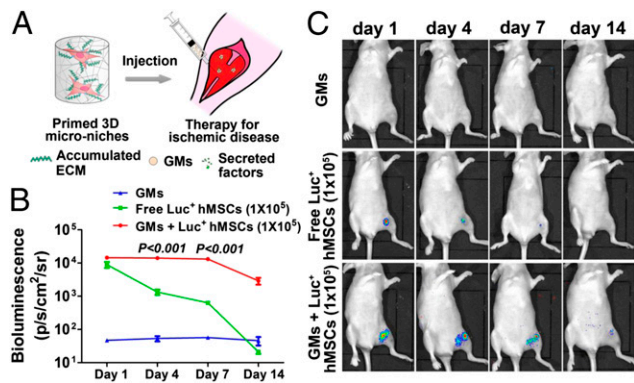 A
Injection
Primed 3D
micro-niches
Therapy for
ischemic disease
Accumulated
ECM
GMs
Secreted
factors
B
GMs
Free Luc⁺ hMSCs (1X10⁵)
GMs + Luc⁺ hMSCs (1X10⁵)
P<0.001 P<0.001
Bioluminescence
(p/s/cm²/sr)
10⁵
10⁴
10³
10²
10¹
Day 1 Day 4 Day 7 Day 14
C
day 1 day 4 day 7 day 14
GMs
Free Luc⁺
hMSCs (1x10⁵)
GMs + Luc⁺
hMSCs (1x10⁵)